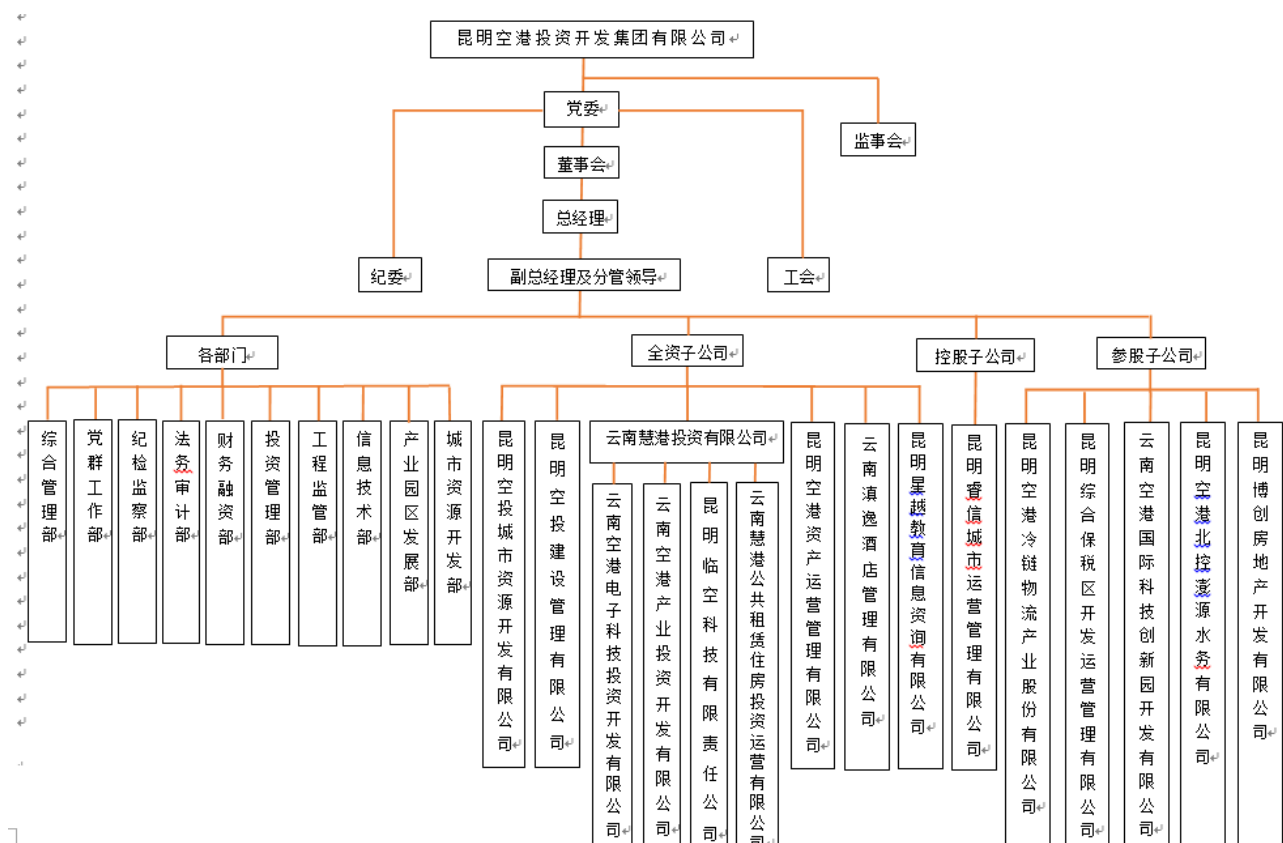 昆明空港投资开发集团有限公司
党委
监事会
董事会
总经理
纪委
副总经理及分管领导
工会
各部门
全资子公司
控股子公司
参股子公司
综合管理部
党群工作部
纪检监察部
法务审计部
财务融资部
投资管理部
工程监管部
信息技术部
产业园区发展部
城市资源开发部
昆明空投城市资源开发有限公司
昆明空投建设管理有限公司
云南慧港投资有限公司
云南空港电子科技投资开发有限公司
云南空港产业投资开发有限公司
昆明临空科技有限责任公司
云南慧港公共租赁住房投资运营有限公司
昆明空港资产运营管理有限公司
云南滇逸酒店管理有限公司
昆明星越教育信息资询有限公司
昆明睿信城市运营管理有限公司
昆明空港冷链物流产业股份有限公司
昆明综合保税区开发运营管理有限公司
云南空港国际科技创新园开发有限公司
昆明空港北控澎源水务有限公司
昆明博创房地产开发有限公司